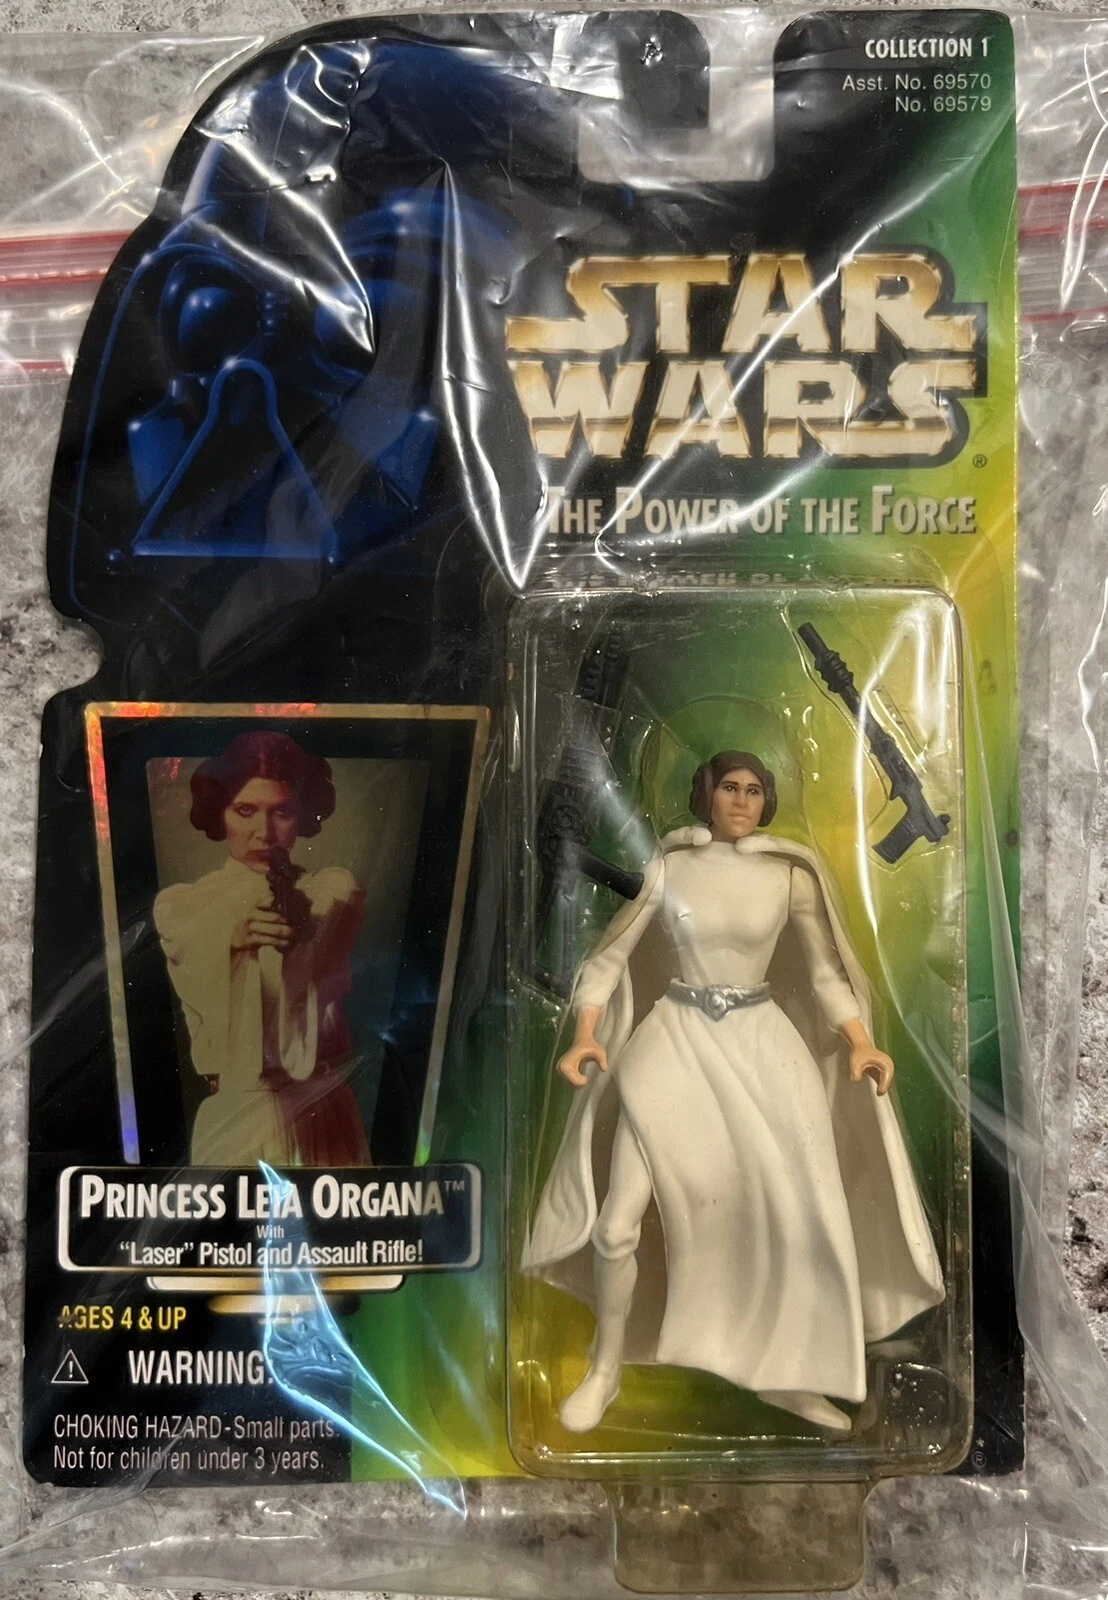 COLLECTION 1
Asst. No. 69570
No. 69579
STAR
WARS
®
THE POWER OF THE FORCE
PRINCESS LEIA ORGANA™
With
"Laser" Pistol and Assault Rifle!
AGES 4 & UP
WARNING:
CHOKING HAZARD-Small parts.
Not for children under 3 years.